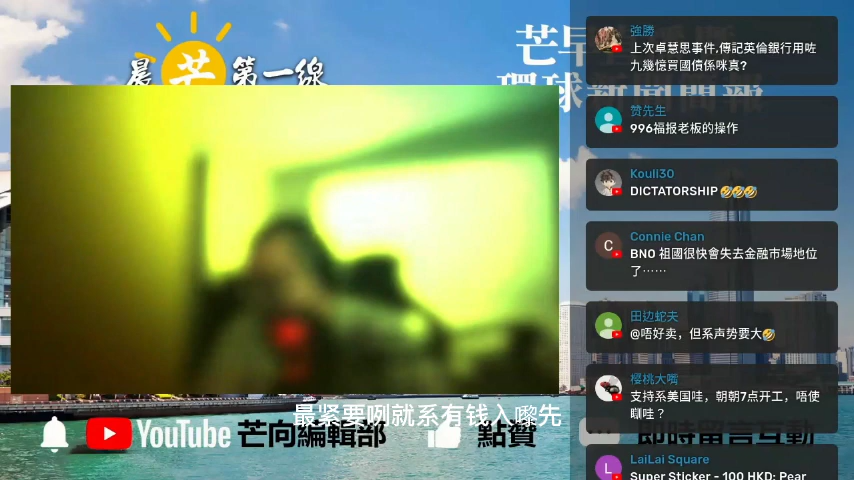 晨
芒
第一線
芒早
環球新聞簡報
強勝
上次卓慧思事件,傳記英倫銀行用咗
九幾憶買國債係咪真?
赞先生
996福报老板的操作
Kouli30
DICTATORSHIP🤣🤣🤣
Connie Chan
BNO 祖國很快會失去金融市場地位
了……
田边蛇夫
@唔好卖，但系声势要大🤣
樱桃大嘴
支持系美国哇，朝朝7点开工，唔使
瞓哇？
LaiLai Square
Super Sticker - 100 HKD: Pear
最紧要咧就系有钱入嚟先
YouTube 芒向編輯部
點贊
即時留言互動